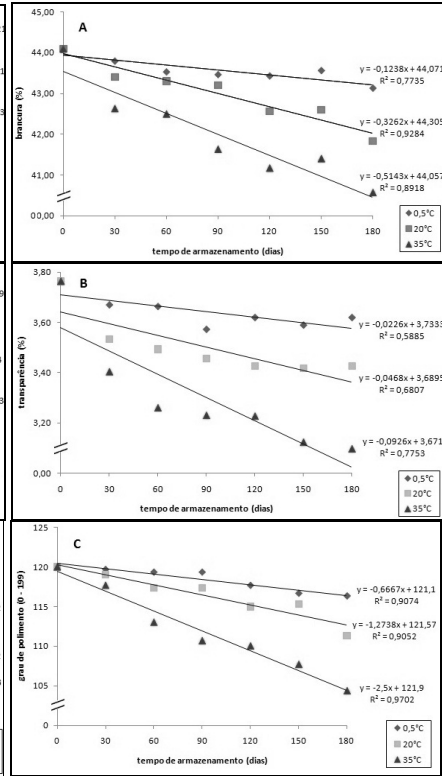 A
45,00
44,00
43,00
42,00
41,00
00,00
brancura (%)
y = -0,1238x + 44,071
R² = 0,7735
y = -0,3262x + 44,305
R² = 0,9284
y = -0,5143x + 44,057
R² = 0,8918
0 30 60 90 120 150 180
tempo de armazenamento (dias)
0,5°C
20°C
35°C
B
3,80
3,60
3,40
3,20
0,00
transparência (%)
y = -0,0226x + 3,7333
R² = 0,5885
y = -0,0468x + 3,6895
R² = 0,6807
y = -0,0926x + 3,671
R² = 0,7753
0 30 60 90 120 150 180
tempo de armazenamento (dias)
0,5°C
20°C
35°C
C
125
120
115
110
105
0
grau de polimento (0 - 199)
y = -0,6667x + 121,1
R² = 0,9074
y = -1,2738x + 121,57
R² = 0,9052
y = -2,5x + 121,9
R² = 0,9702
0 30 60 90 120 150 180
tempo de armazenamento (dias)
0,5°C
20°C
35°C